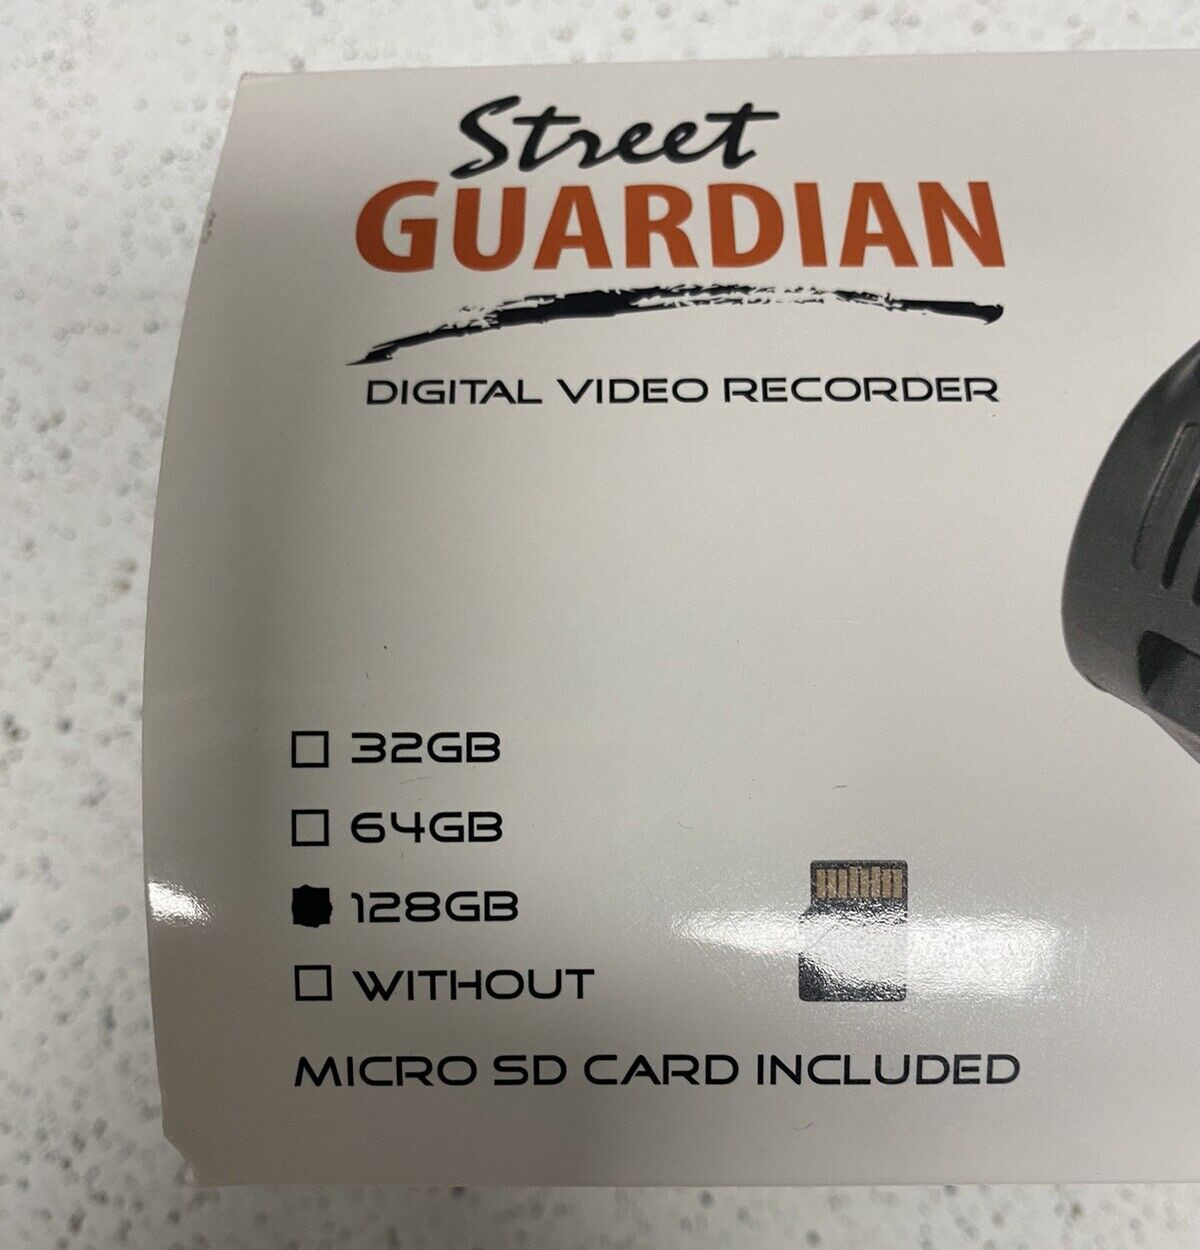 Street
GUARDIAN
DIGITAL VIDEO RECORDER
32GB
64GB
128GB
WITHOUT
MICRO SD CARD INCLUDED